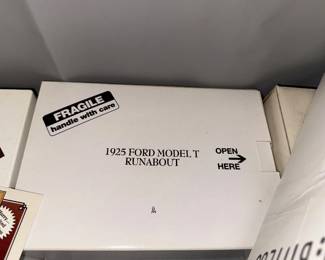 FRAGILE
handle with care
1925 FORD MODEL T
RUNABOUT
OPEN
HERE